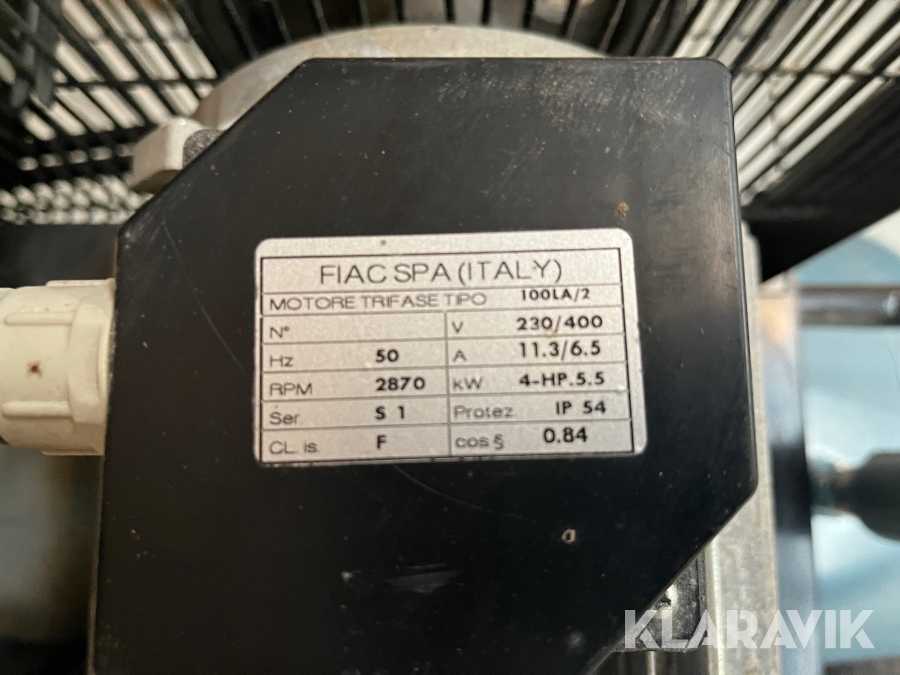 FIAC SPA (ITALY)
MOTORE TRIFASE TIPO 100LA/2
N° V 230/400
Hz 50 A 11.3/6.5
RPM 2870 kW 4-HP.5.5
Ser. S 1 Protez. IP 54
CL. is. F cos § 0.84
KLARAVIK